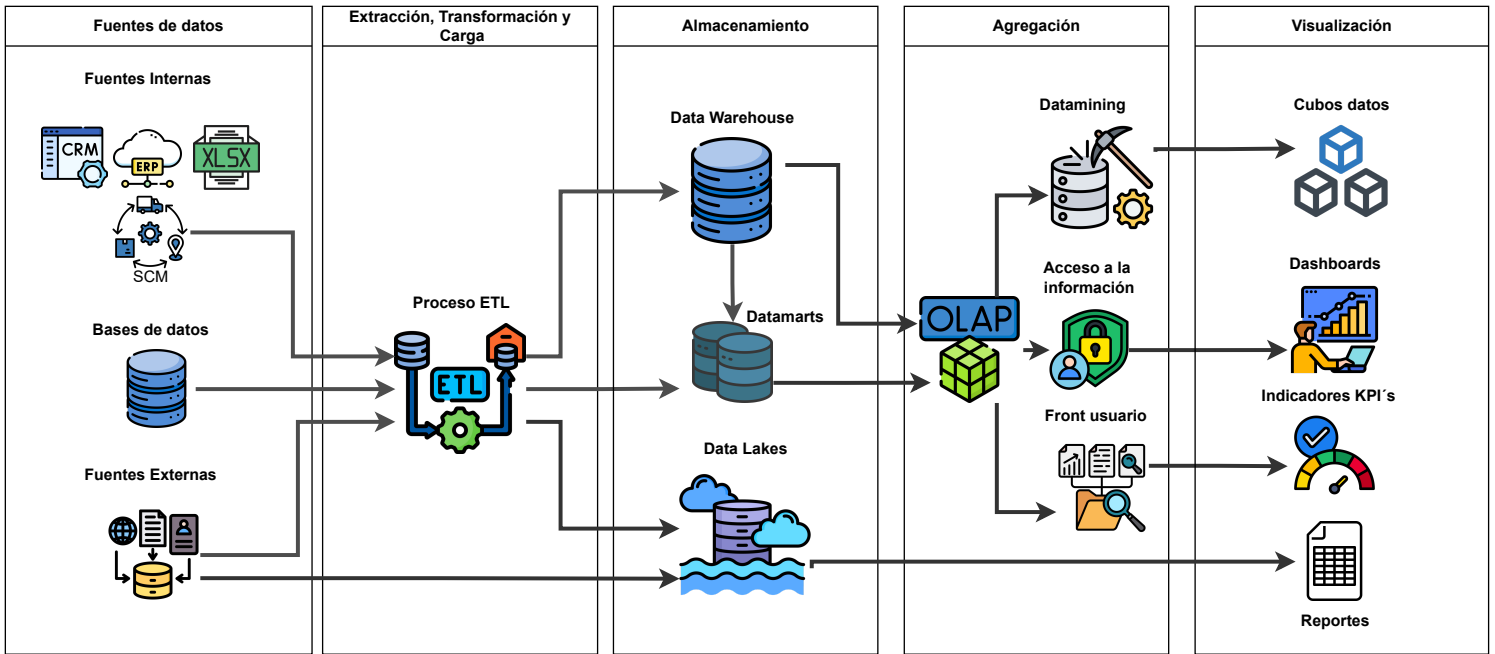 Fuentes de datos
Extracción, Transformación y
Carga
Almacenamiento
Agregación
Visualización
Fuentes Internas
CRM
ERP
XLSX
SCM
Bases de datos
Fuentes Externas
Proceso ETL
ETL
Data Warehouse
Datamarts
Data Lakes
OLAP
Datamining
Acceso a la
información
Front usuario
Cubos datos
Dashboards
Indicadores KPI´s
Reportes